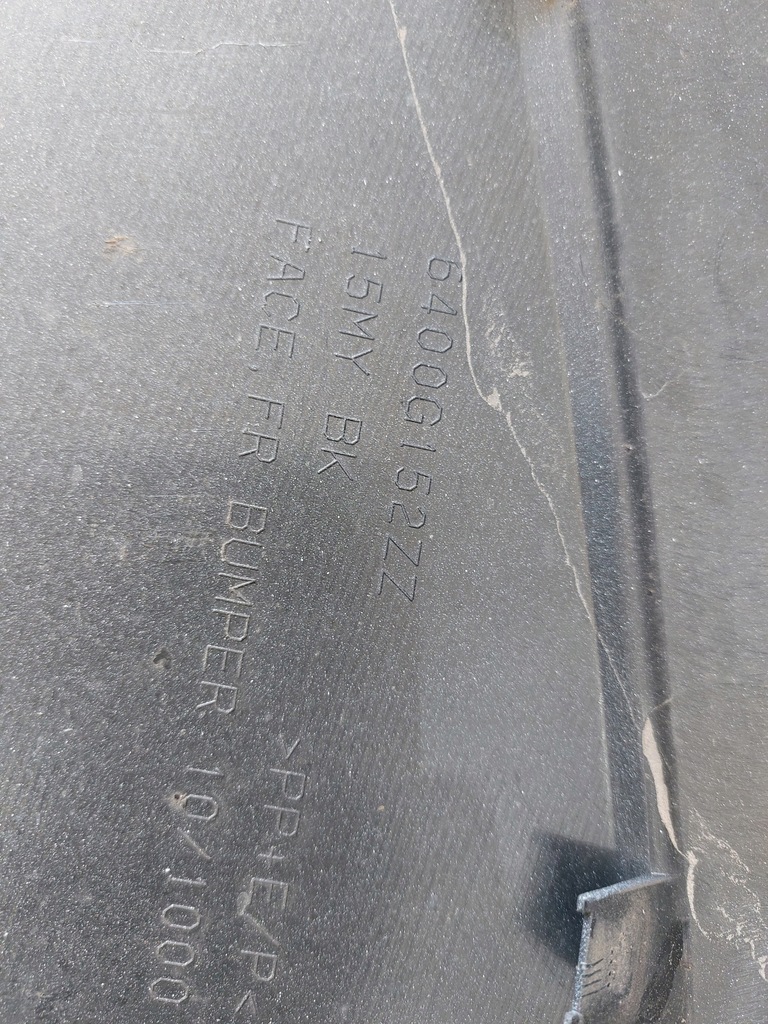 6400G152ZZ
15MY BK >PP+E/P<
FACE, FR BUMPER 10/1000